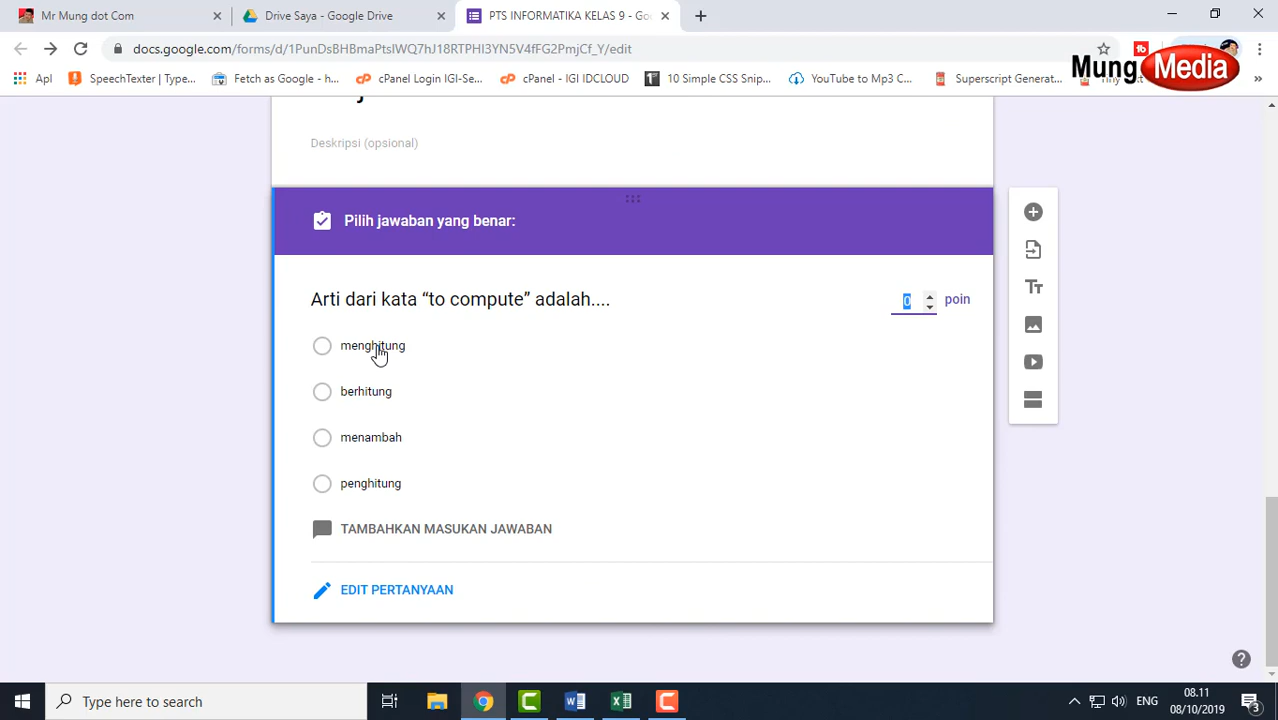 Mr Mung dot Com
Drive Saya - Google Drive
PTS INFORMATIKA KELAS 9 - Go
docs.google.com/forms/d/1PunDsBHBmaPtsIWQ7hJ18RTPHI3YN5V4fFG2PmjCf_Y/edit
Apl
SpeechTexter | Type...
Fetch as Google - h...
cPanel Login IGI-Se...
cPanel - IGI IDCLOUD
10 Simple CSS Snip...
YouTube to Mp3 C...
Superscript Generat...
Mung Media
Deskripsi (opsional)
Pilih jawaban yang benar:
Arti dari kata “to compute” adalah....
0 poin
menghitung
berhitung
menambah
penghitung
TAMBAHKAN MASUKAN JAWABAN
EDIT PERTANYAAN
Type here to search
ENG
08.11
08/10/2019
3